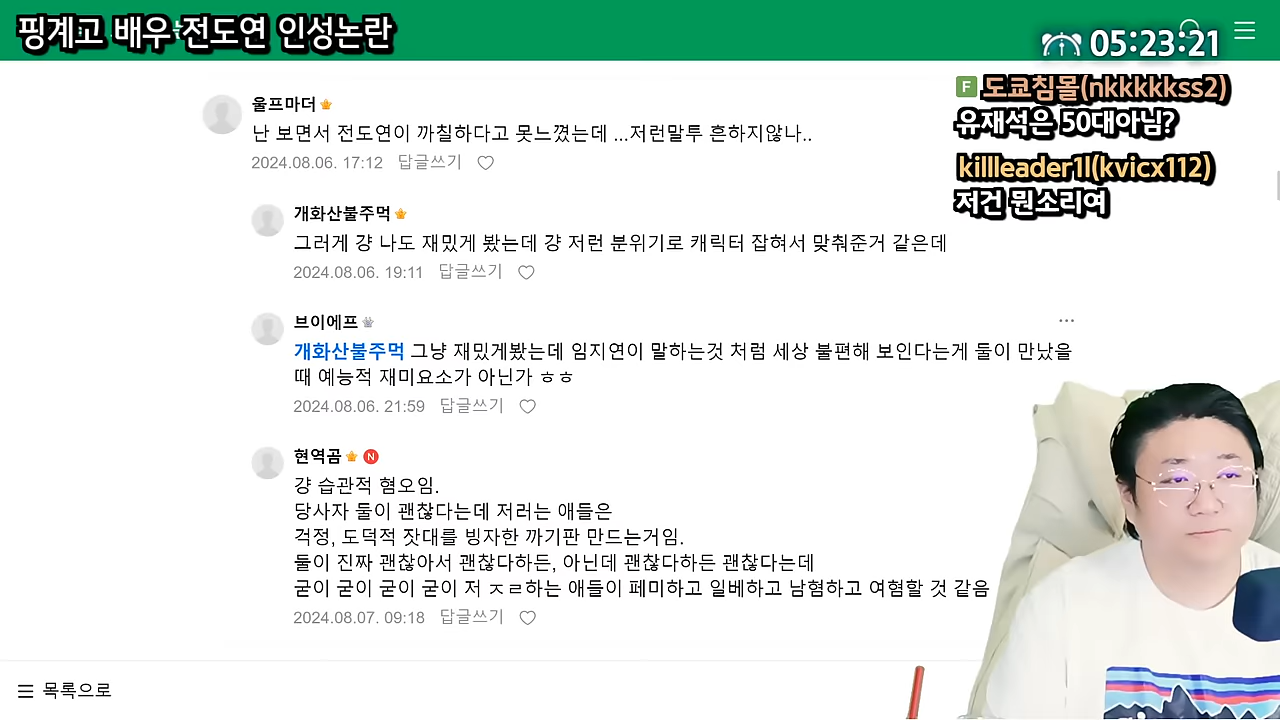 핑계고 배우 전도연 인성논란
05:23:21
F 도쿄침몰(nkkkkkss2)
유재석은 50대아님?
killleader1l(kvicx112)
저건 뭔소리여
울프마더
난 보면서 전도연이 까칠하다고 못느꼈는데 ...저런말투 흔하지않나..
2024.08.06. 17:12 답글쓰기
개화산불주먹
그러게 걍 나도 재밌게 봤는데 걍 저런 분위기로 캐릭터 잡혀서 맞춰준거 같은데
2024.08.06. 19:11 답글쓰기
브이에프
개화산불주먹 그냥 재밌게봤는데 임지연이 말하는것 처럼 세상 불편해 보인다는게 둘이 만났을
때 예능적 재미요소가 아닌가 ㅎㅎ
2024.08.06. 21:59 답글쓰기
현역곰 N
걍 습관적 혐오임.
당사자 둘이 괜찮다는데 저러는 애들은
걱정, 도덕적 잣대를 빙자한 까기판 만드는거임.
둘이 진짜 괜찮아서 괜찮다하든, 아닌데 괜찮다하든 괜찮다는데
굳이 굳이 굳이 굳이 저 ㅈㄹ하는 애들이 페미하고 일베하고 남혐하고 여혐할 것 같음
2024.08.07. 09:18 답글쓰기
목록으로